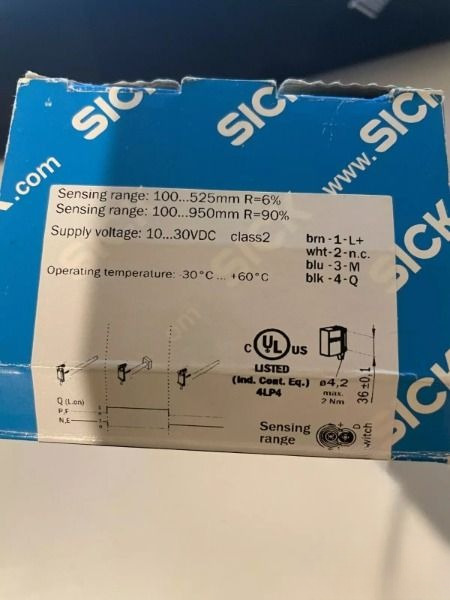 SICK
SICK
SICK
.com
SICK
SICK
Sensing range: 100...525mm R=6%
Sensing range: 100...950mm R=90%
Supply voltage: 10...30VDC class2
Operating temperature: -30°C ... +60°C
brn-1-L+
wht-2-n.c.
blu-3-M
blk-4-Q
C UL US
LISTED
(Ind. Cont. Eq.)
4LP4
ø4,2
max.
2 Nm
36 ±0,1
Q (L.on)
P,F
N,E
Sensing
range
D
witch